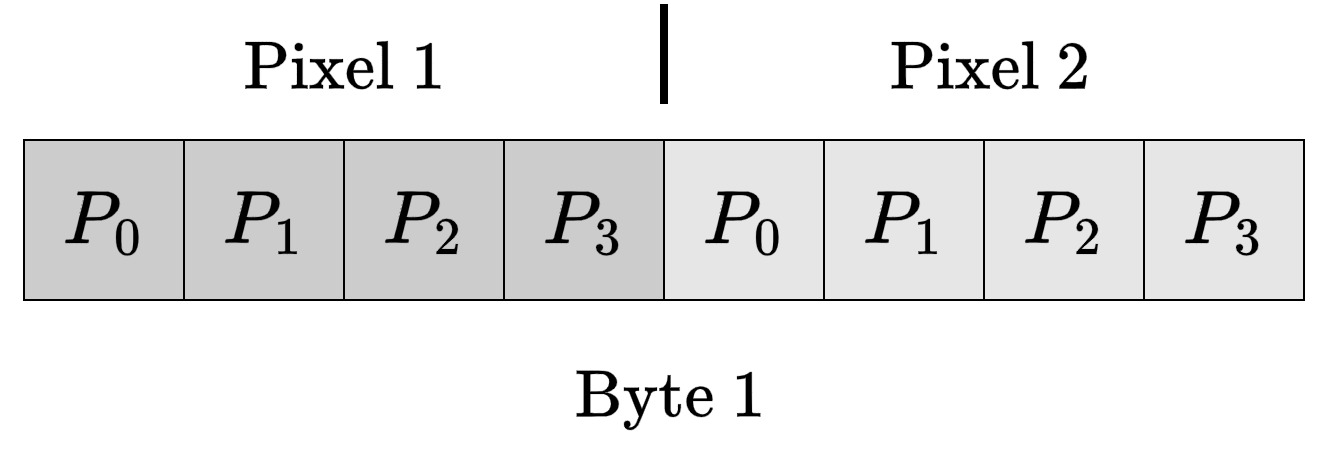 Pixel 1 Pixel 2
P₀ P₁ P₂ P₃ P₀ P₁ P₂ P₃
Byte 1